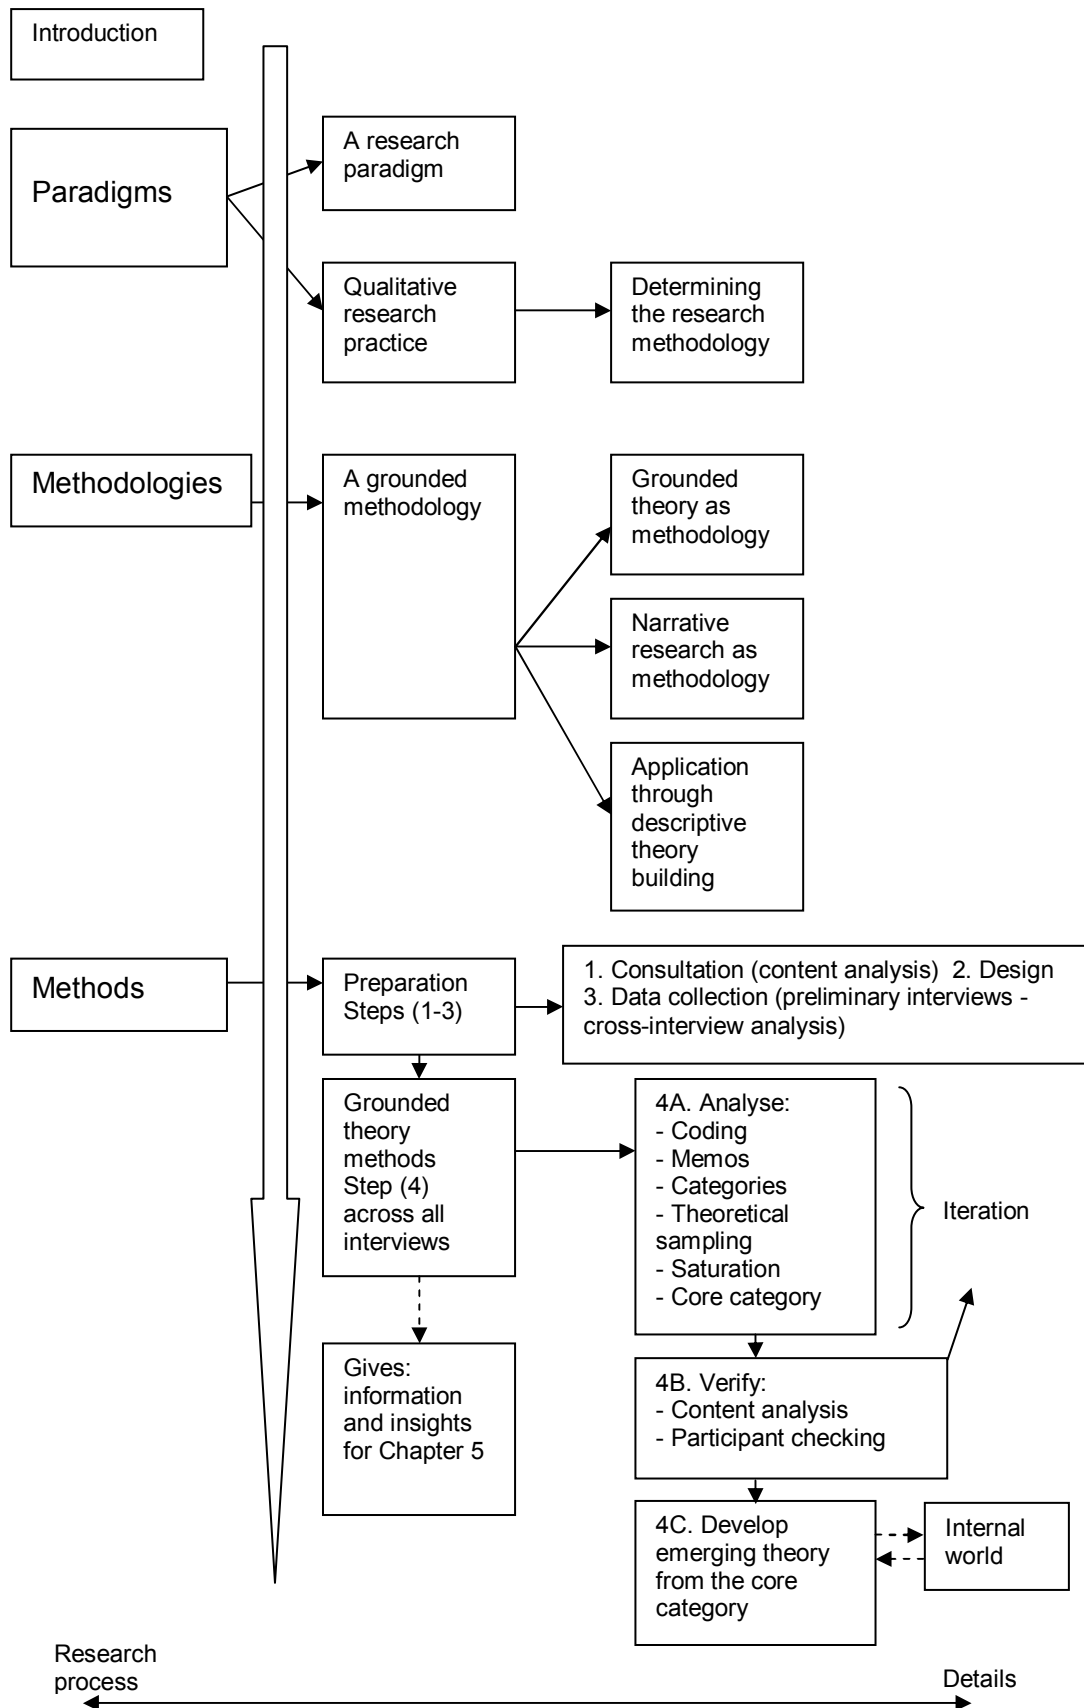 Introduction
Paradigms
A research
paradigm
Qualitative
research
practice
Determining
the research
methodology
Methodologies
A grounded
methodology
Grounded
theory as
methodology
Narrative
research as
methodology
Application
through
descriptive
theory
building
Methods
Preparation
Steps (1-3)
1. Consultation (content analysis)  2. Design
3. Data collection (preliminary interviews -
cross-interview analysis)
Grounded
theory
methods
Step (4)
across all
interviews
4A. Analyse:
- Coding
- Memos
- Categories
- Theoretical
sampling
- Saturation
- Core category
Iteration
Gives:
information
and insights
for Chapter 5
4B. Verify:
- Content analysis
- Participant checking
4C. Develop
emerging theory
from the core
category
Internal
world
Research
process
Details